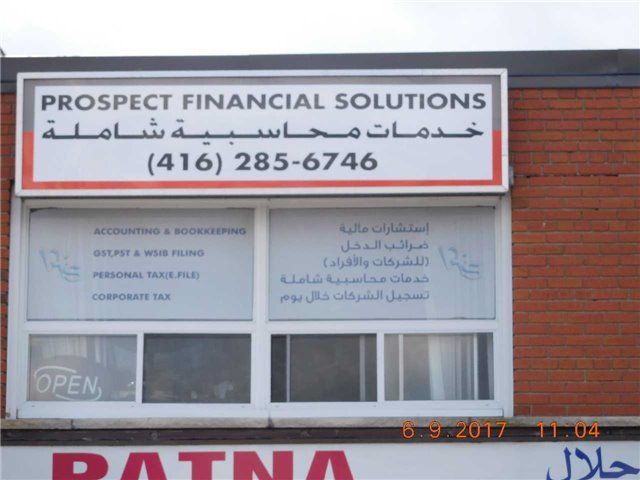 PROSPECT FINANCIAL SOLUTIONS
خدمات محاسبية شاملة
(416) 285-6746
ACCOUNTING & BOOKKEEPING
GST,PST & WSIB FILING
PERSONAL TAX(E.FILE)
CORPORATE TAX
إستشارات مالية
ضرائب الدخل
(للشركات والأفراد)
خدمات محاسبية شاملة
تسجيل الشركات خلال يوم
OPEN
6.9.2017 11:04
RATNA
حلال